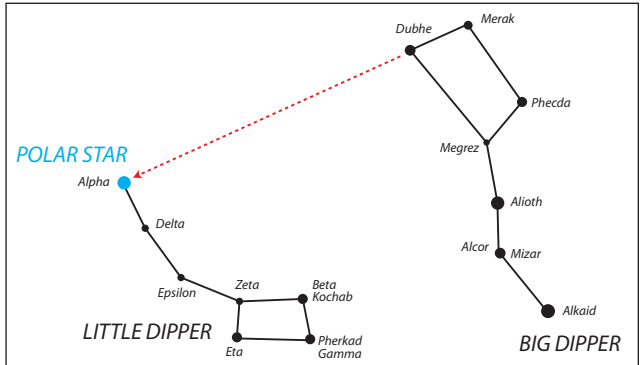 Merak
Dubhe
Phecda
Megrez
POLAR STAR
Alpha
Alioth
Delta
Alcor Mizar
Epsilon
Zeta
Beta
Kochab
Alkaid
LITTLE DIPPER
Eta
Pherkad
Gamma
BIG DIPPER